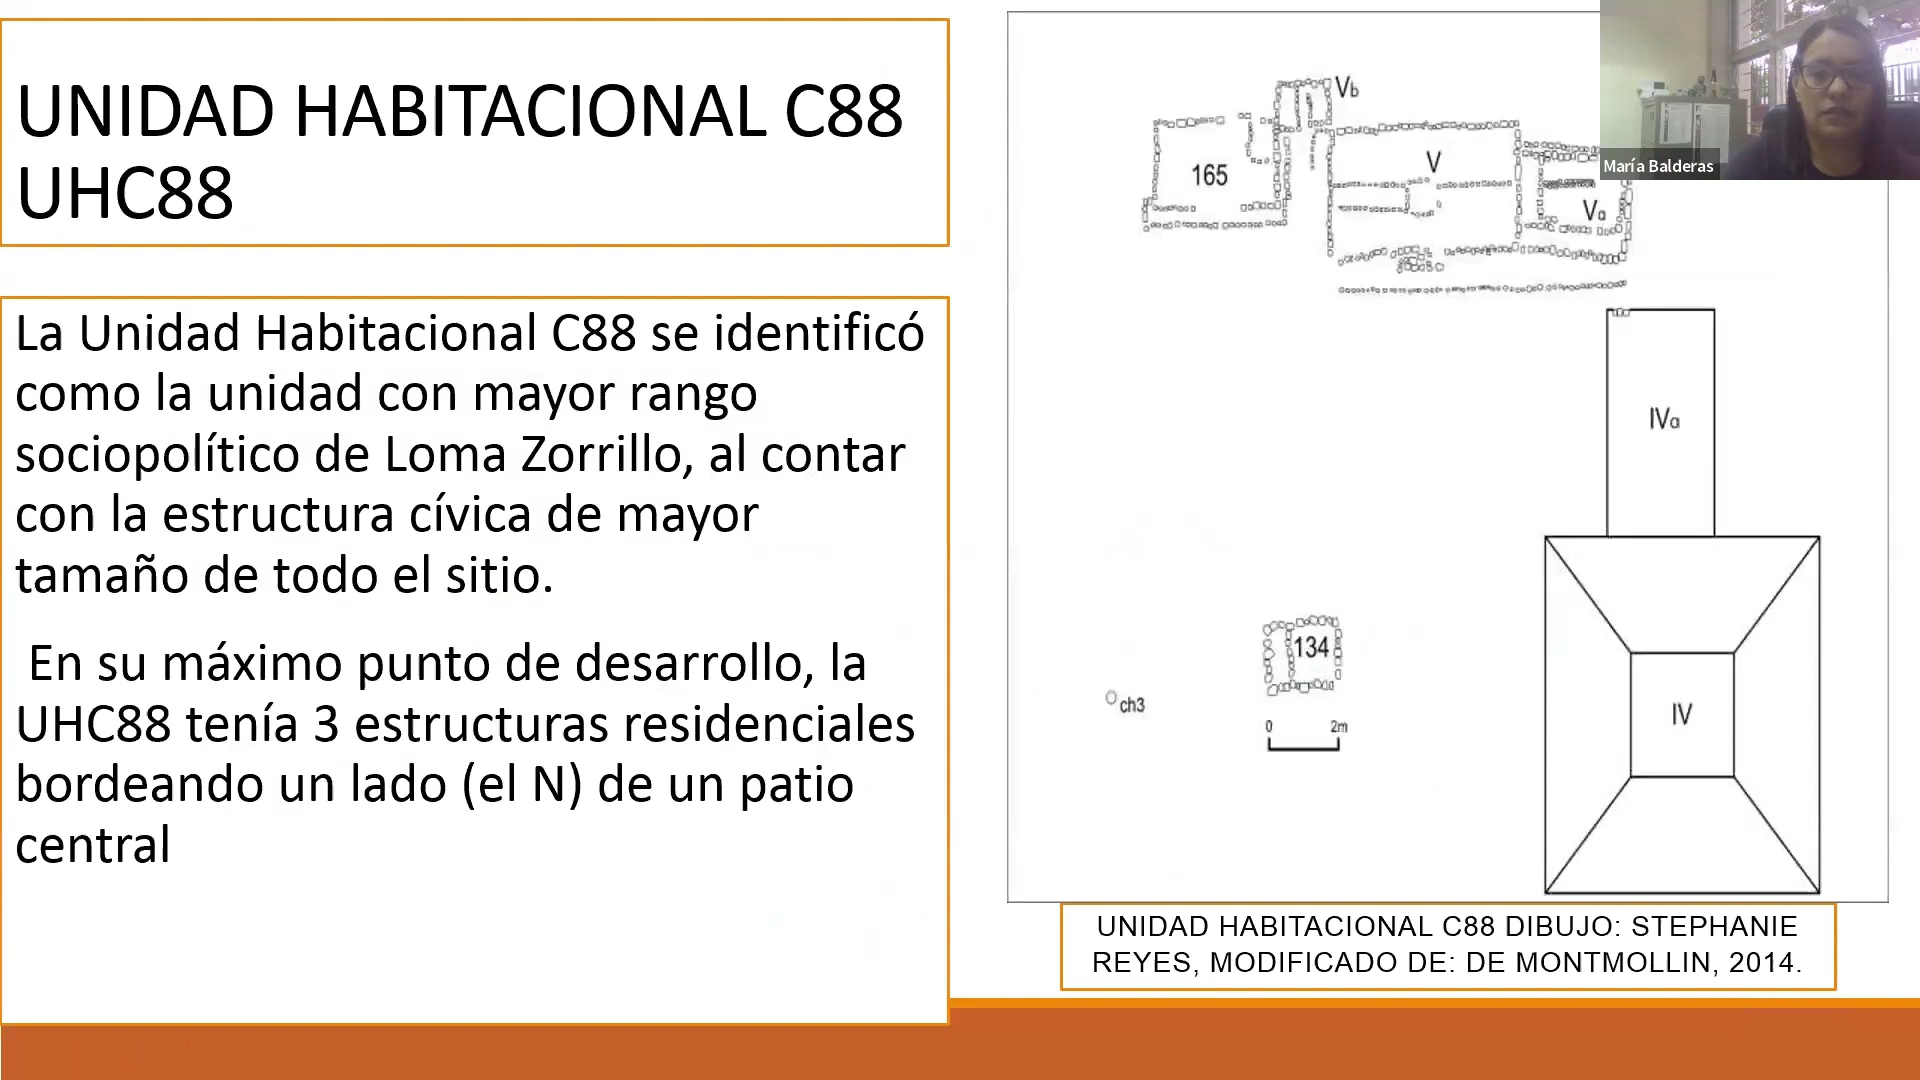 UNIDAD HABITACIONAL C88
UHC88
La Unidad Habitacional C88 se identificó
como la unidad con mayor rango
sociopolítico de Loma Zorrillo, al contar
con la estructura cívica de mayor
tamaño de todo el sitio.
En su máximo punto de desarrollo, la
UHC88 tenía 3 estructuras residenciales
bordeando un lado (el N) de un patio
central
Vb
165
V
Va
IVa
134
ch3
0 2m
IV
UNIDAD HABITACIONAL C88 DIBUJO: STEPHANIE
REYES, MODIFICADO DE: DE MONTMOLLIN, 2014.
María Balderas